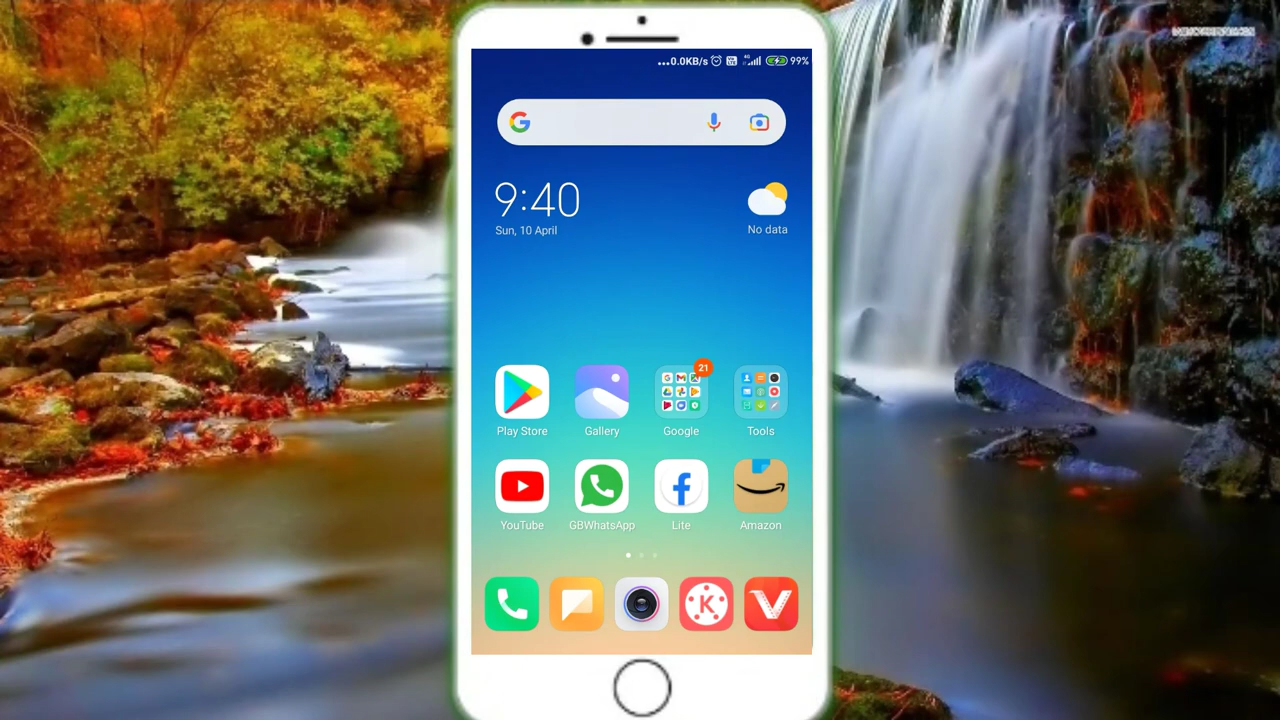 ...0.0KB/s 4G 99%
9:40
Sun, 10 April
No data
21
Play Store Gallery Google Tools
YouTube GBWhatsApp Lite Amazon